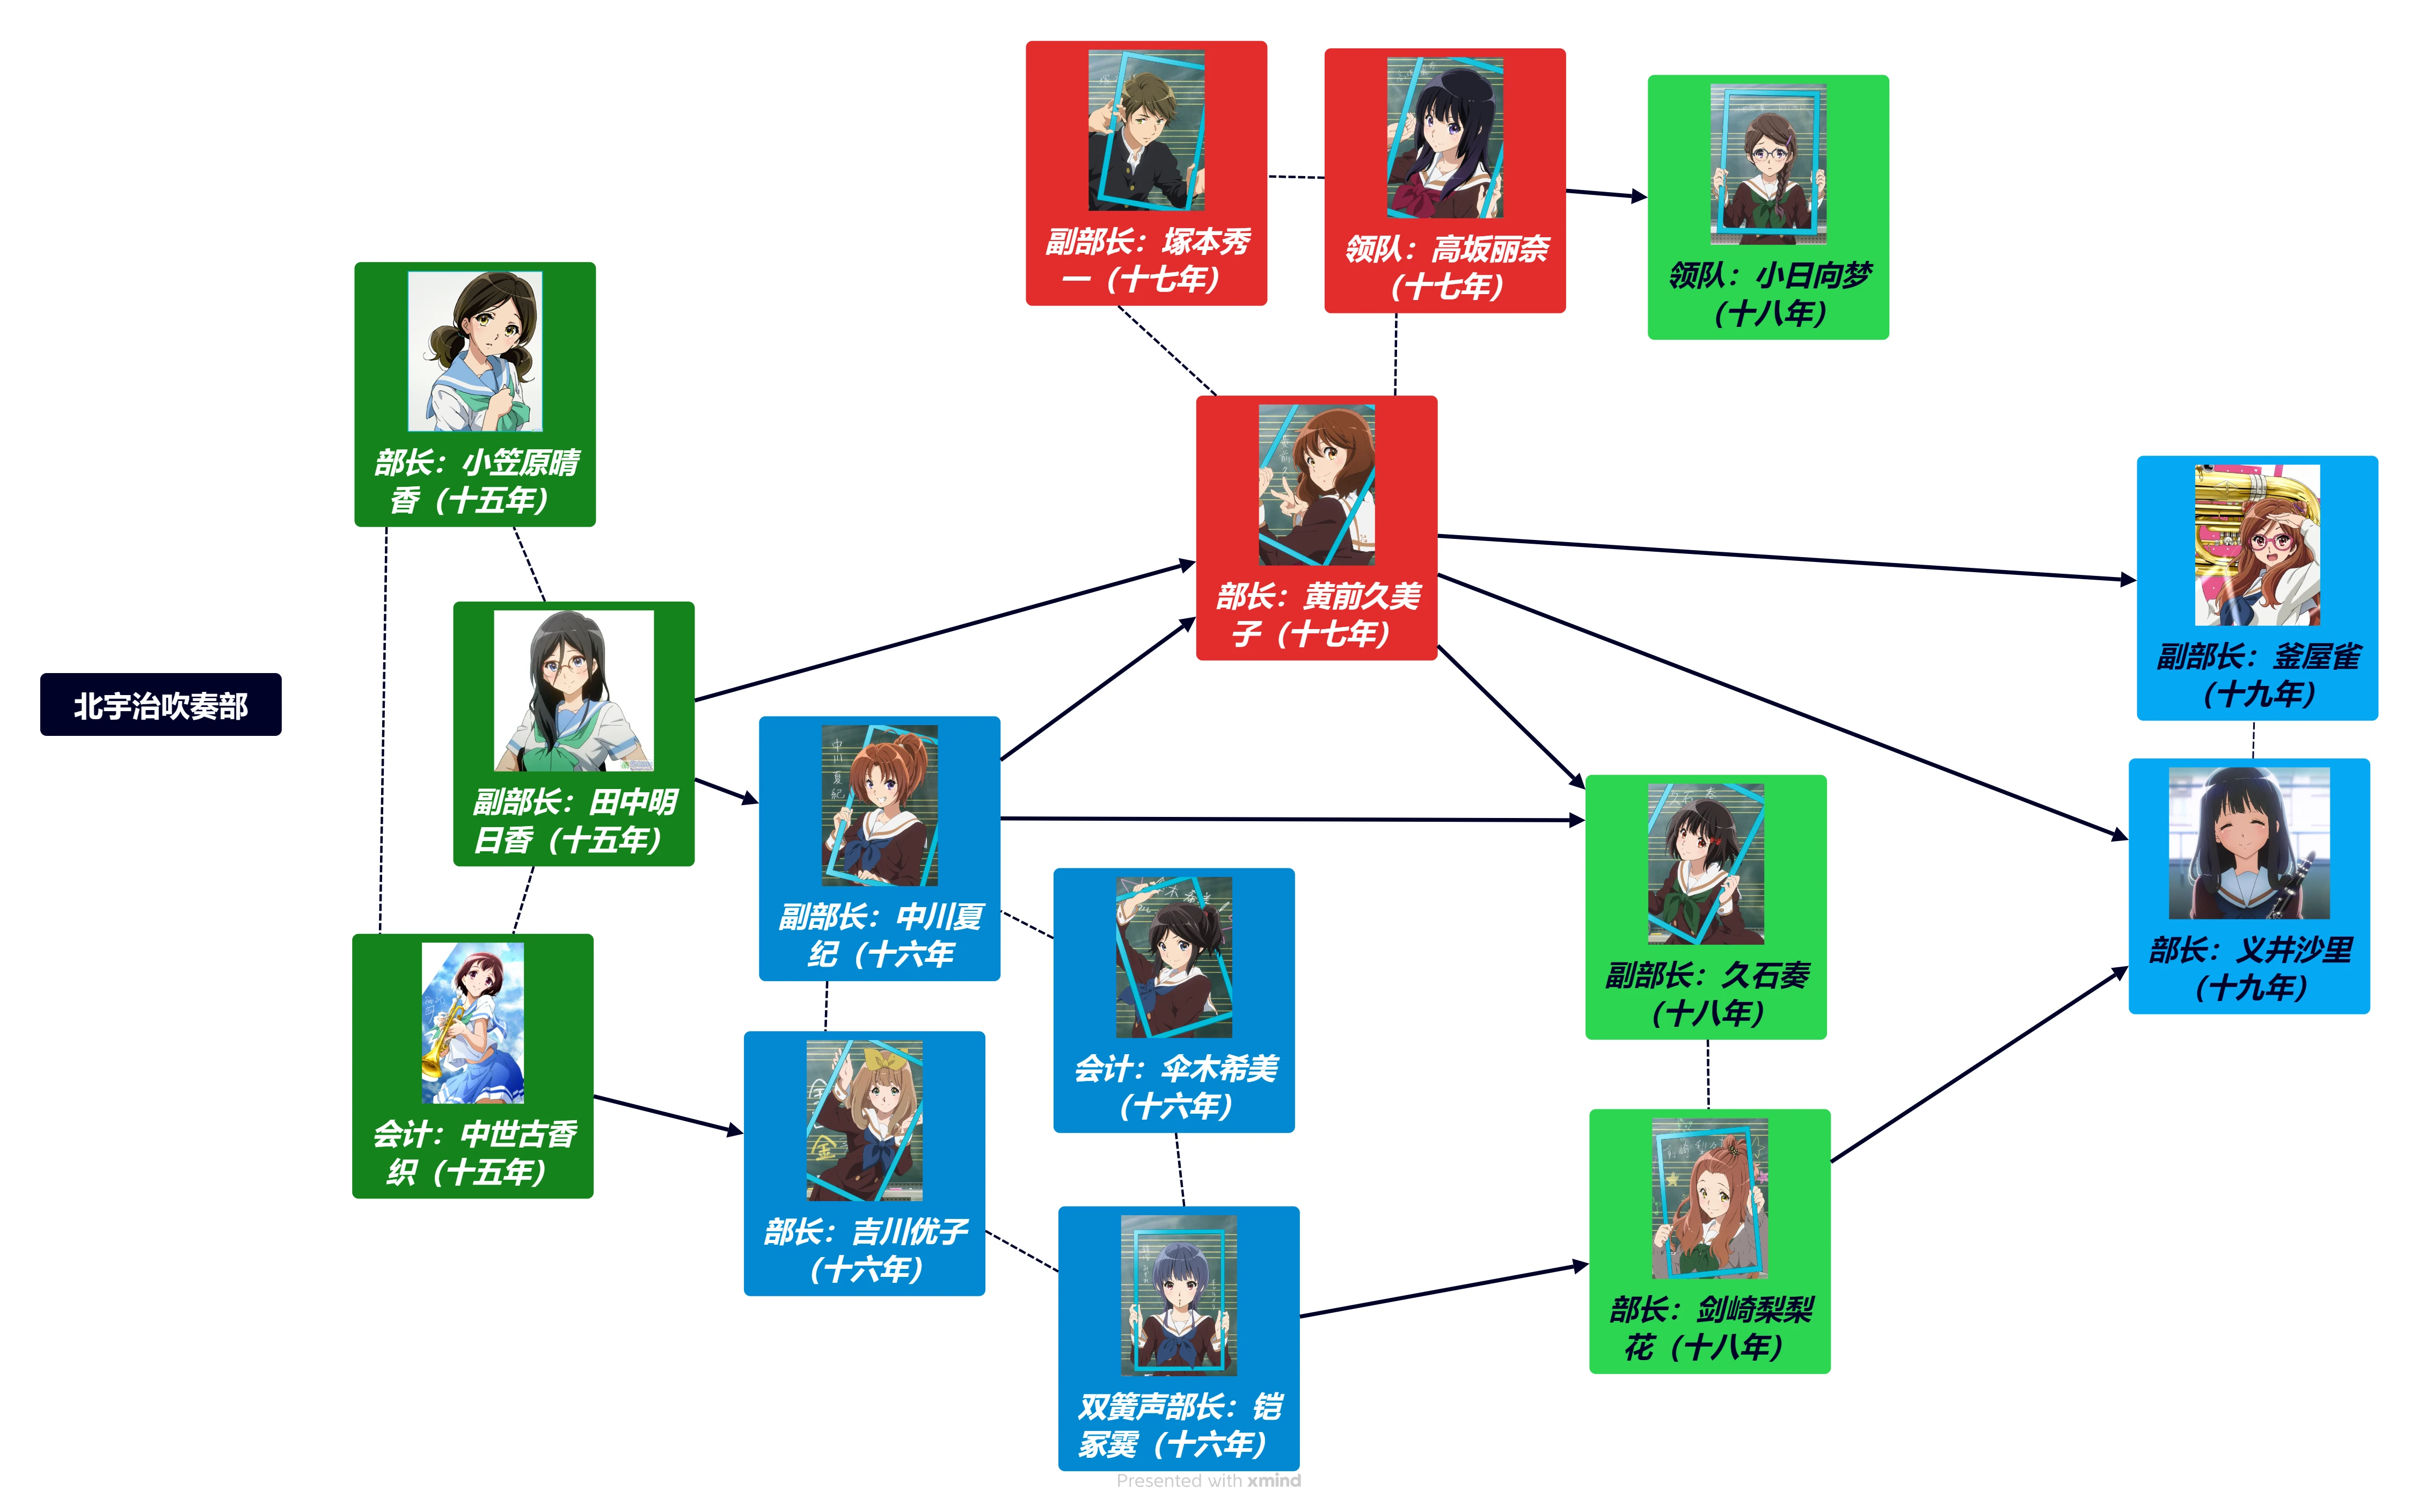 副部长：塚本秀
一（十七年）
领队：高坂丽奈
（十七年）
领队：小日向梦
（十八年）
部长：小笠原晴
香（十五年）
部长：黄前久美
子（十七年）
副部长：釜屋雀
（十九年）
北宇治吹奏部
副部长：田中明
日香（十五年）
副部长：中川夏
纪（十六年
会计：伞木希美
（十六年）
副部长：久石奏
（十八年）
部长：义井沙里
（十九年）
会计：中世古香
织（十五年）
部长：吉川优子
（十六年）
部长：剑崎梨梨
花（十八年）
双簧声部长：铠
冢霙（十六年）
Presented with xmind